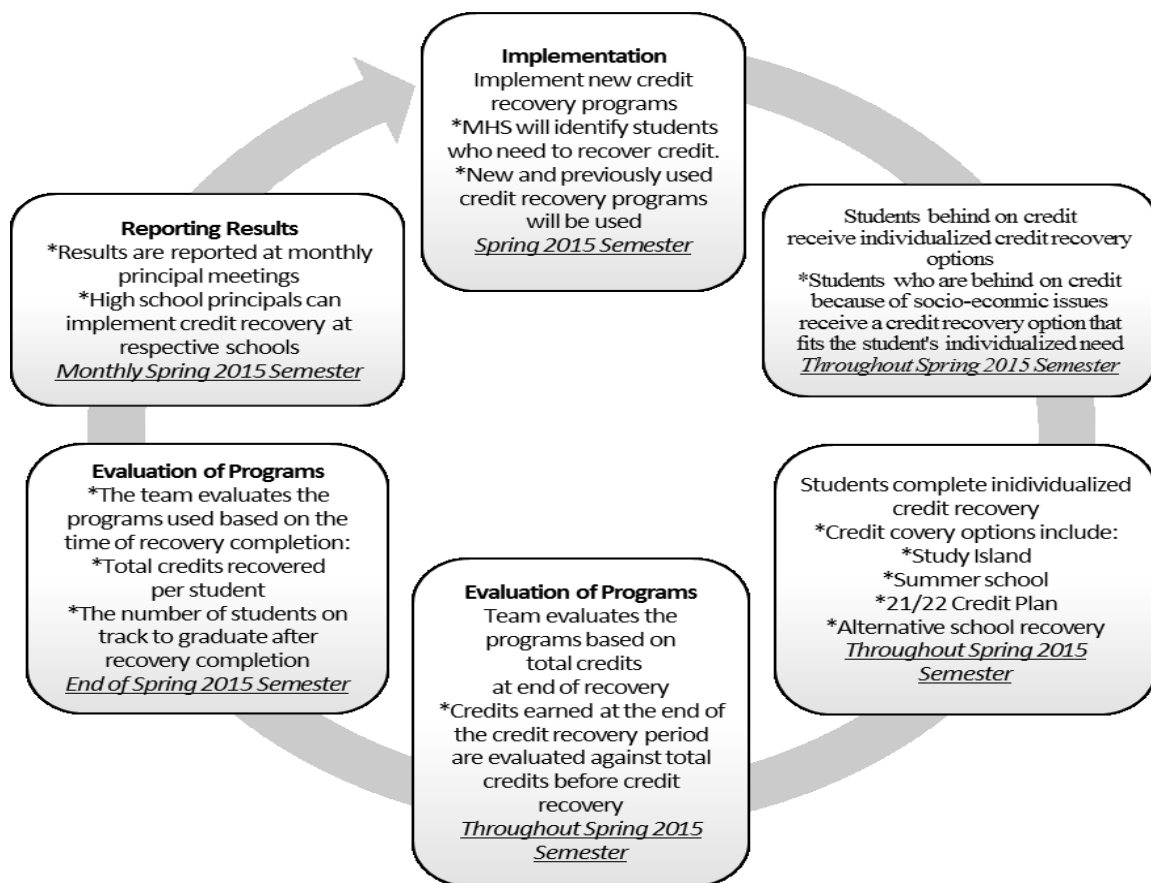 Implementation
Implement new credit
recovery programs
*MHS will identify students
who need to recover credit.
*New and previously used
credit recovery programs
will be used
Spring 2015 Semester
Students behind on credit
receive individualized credit recovery
options
*Students who are behind on credit
because of socio-econmic issues
receive a credit recovery option that
fits the student's individualized need
Throughout Spring 2015 Semester
Students complete inidividualized
credit recovery
*Credit covery options include:
*Study Island
*Summer school
*21/22 Credit Plan
*Alternative school recovery
Throughout Spring 2015
Semester
Evaluation of Programs
Team evaluates the
programs based on
total credits
at end of recovery
*Credits earned at the end of
the credit recovery period
are evaluated against total
credits before credit
recovery
Throughout Spring 2015
Semester
Evaluation of Programs
*The team evaluates the
programs used based on the
time of recovery completion:
*Total credits recovered
per student
*The number of students on
track to graduate after
recovery completion
End of Spring 2015 Semester
Reporting Results
*Results are reported at monthly
principal meetings
*High school principals can
implement credit recovery at
respective schools
Monthly Spring 2015 Semester